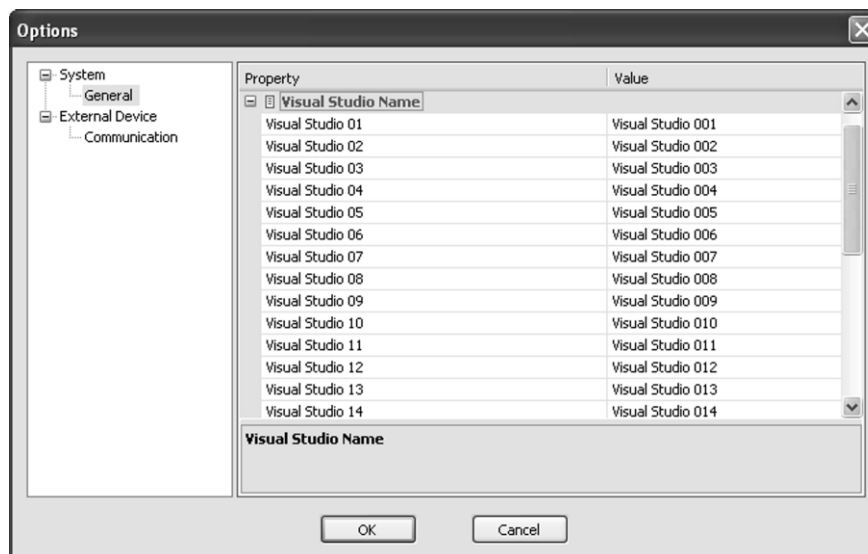 Options
System
General
External Device
Communication
Property Value
Visual Studio Name
Visual Studio 01 Visual Studio 001
Visual Studio 02 Visual Studio 002
Visual Studio 03 Visual Studio 003
Visual Studio 04 Visual Studio 004
Visual Studio 05 Visual Studio 005
Visual Studio 06 Visual Studio 006
Visual Studio 07 Visual Studio 007
Visual Studio 08 Visual Studio 008
Visual Studio 09 Visual Studio 009
Visual Studio 10 Visual Studio 010
Visual Studio 11 Visual Studio 011
Visual Studio 12 Visual Studio 012
Visual Studio 13 Visual Studio 013
Visual Studio 14 Visual Studio 014
Visual Studio Name
OK Cancel